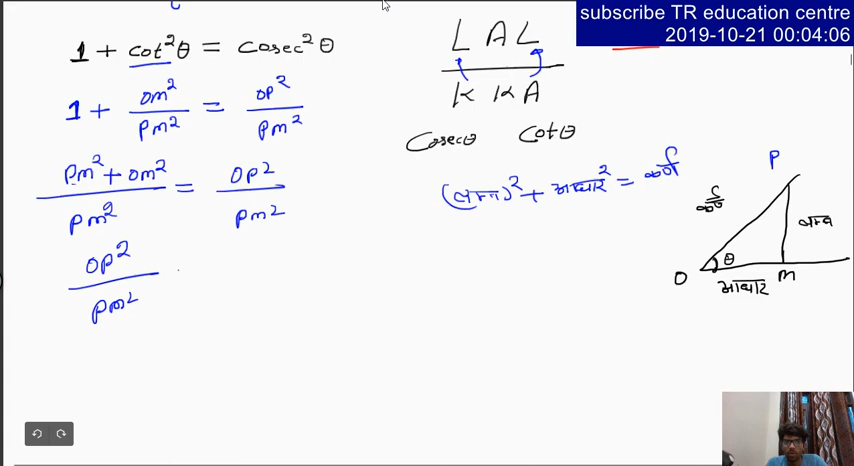 subscribe TR education centre
2019-10-21 00:04:06
1 + cot²θ = cosec²θ
1 + OM²/PM² = OP²/PM²
PM² + OM²/PM² = OP²/PM²
OP²/PM²
L A L
K K A
Cosecθ Cotθ
(लम्ब)² + आधार² = कर्ण
P
कर्ण
लम्ब
θ
O
आधार
M